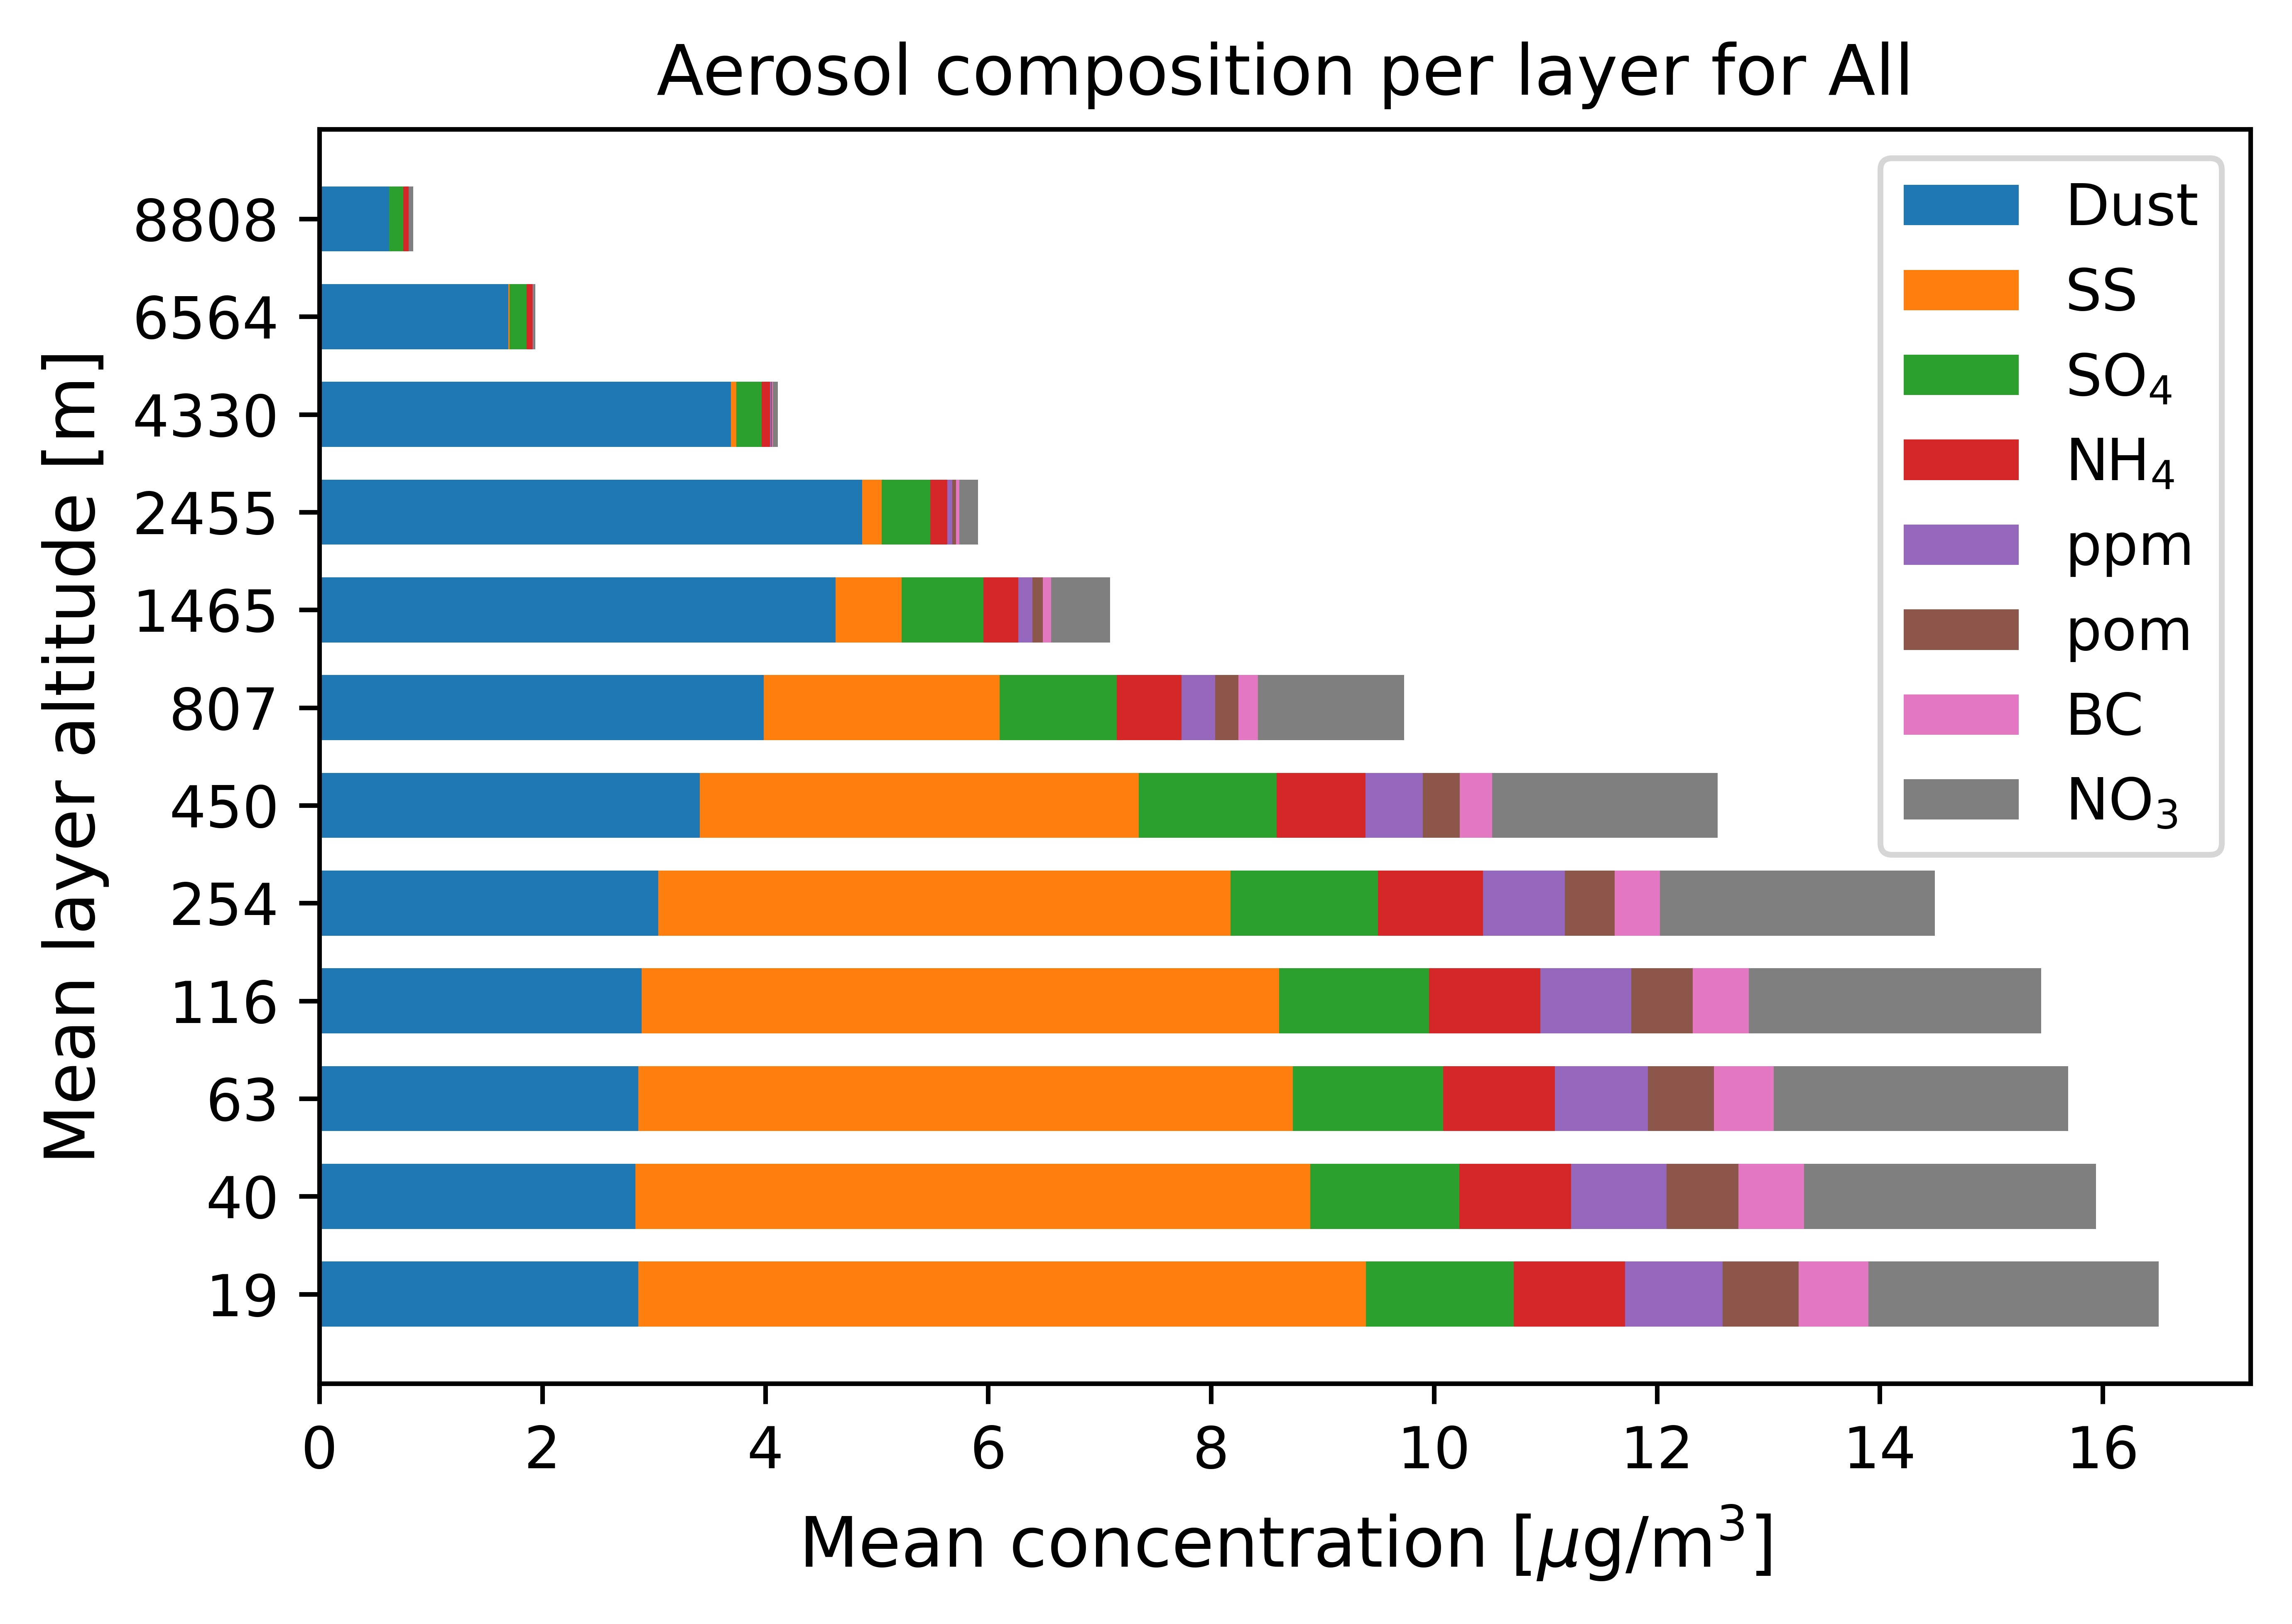 Aerosol composition per layer for All
Mean layer altitude [m]
8808
6564
4330
2455
1465
807
450
254
116
63
40
19
0 2 4 6 8 10 12 14 16
Mean concentration [μg/m³]
Dust
SS
SO₄
NH₄
ppm
pom
BC
NO₃